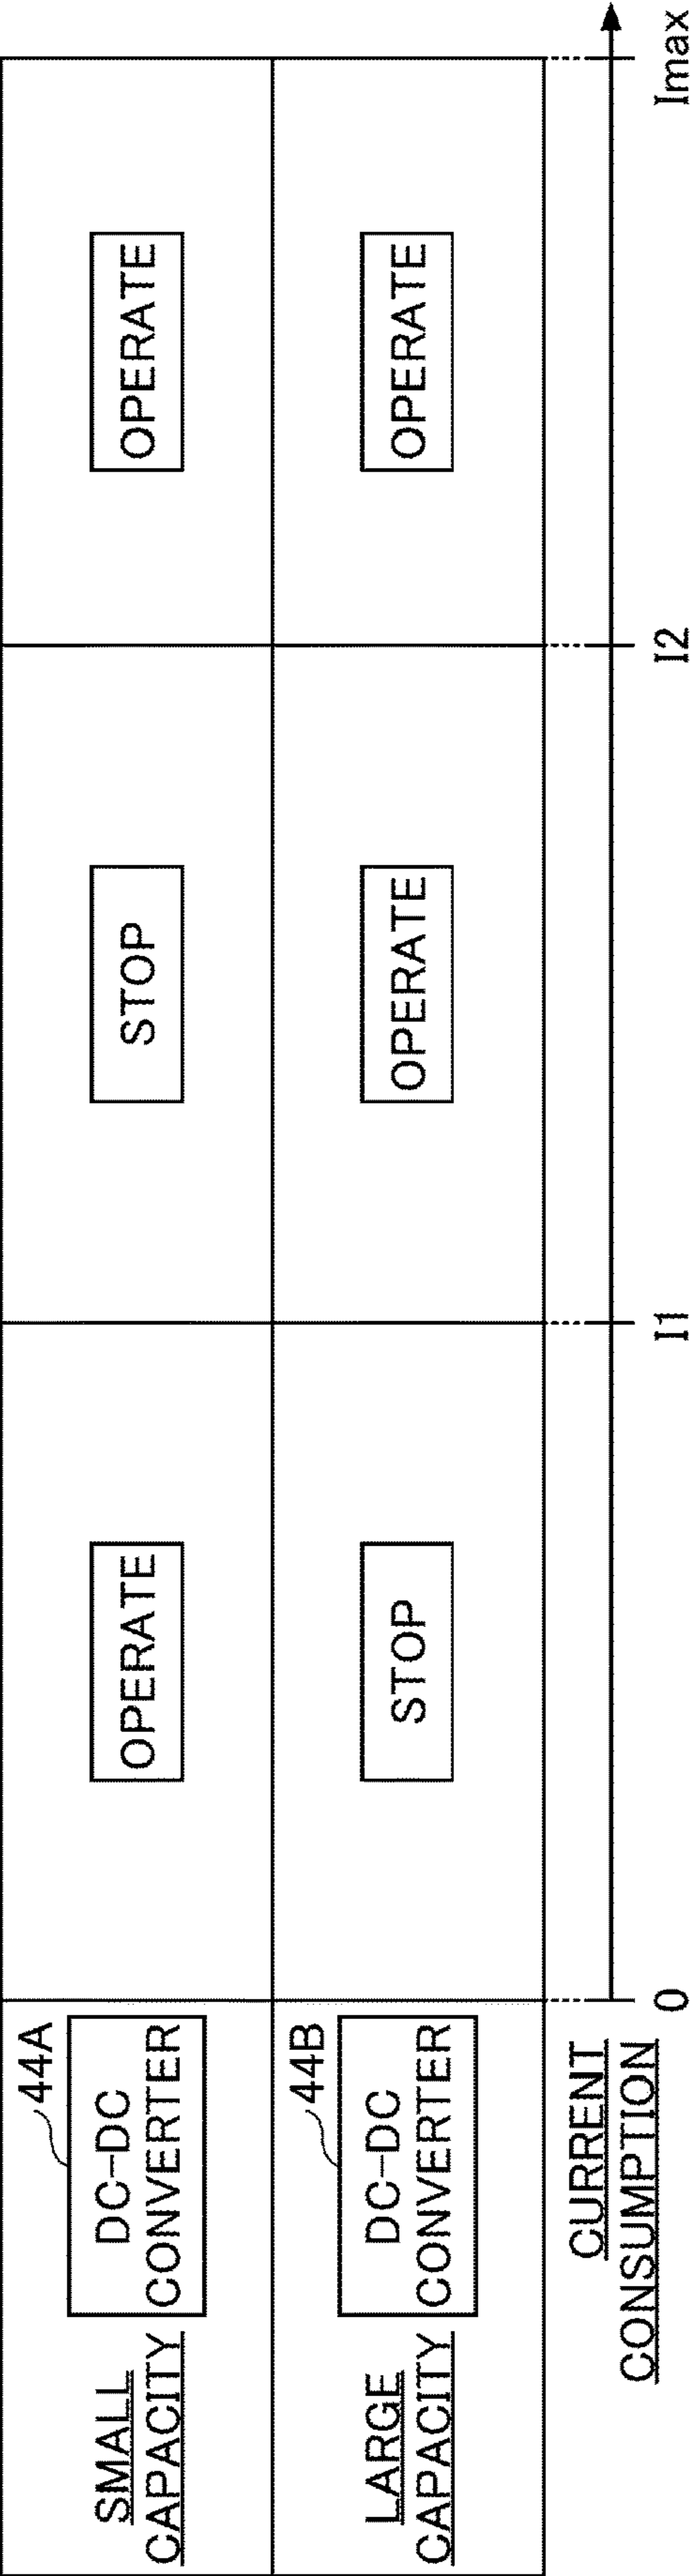 44A
SMALL
CAPACITY
DC-DC
CONVERTER
OPERATE
STOP
OPERATE
44B
LARGE
CAPACITY
DC-DC
CONVERTER
STOP
OPERATE
OPERATE
CURRENT
CONSUMPTION
0
I1
I2
Imax